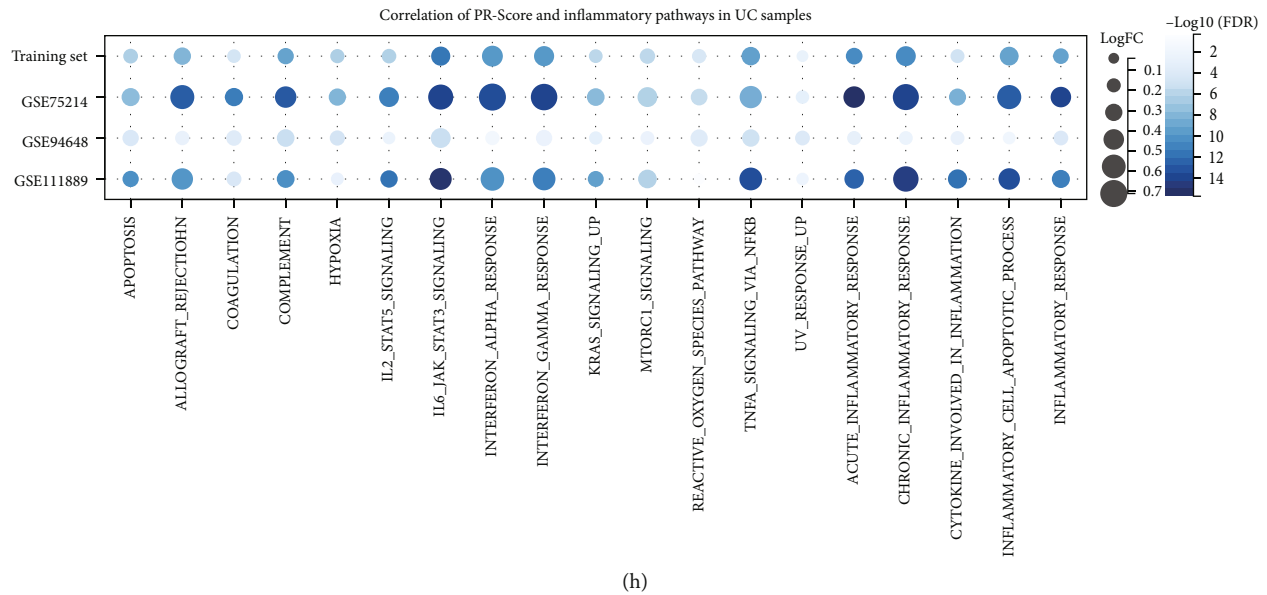 Correlation of PR-Score and inflammatory pathways in UC samples
Training set
GSE75214
GSE94648
GSE111889
APOPTOSIS
ALLOGRAFT_REJECTIOHN
COAGULATION
COMPLEMENT
HYPOXIA
IL2_STAT5_SIGNALING
IL6_JAK_STAT3_SIGNALING
INTERFERON_ALPHA_RESPONSE
INTERFERON_GAMMA_RESPONSE
KRAS_SIGNALING_UP
MTORC1_SIGNALING
REACTIVE_OXYGEN_SPECIES_PATHWAY
TNFA_SIGNALING_VIA_NFKB
UV_RESPONSE_UP
ACUTE_INFLAMMATORY_RESPONSE
CHRONIC_INFLAMMATORY_RESPONSE
CYTOKINE_INVOLVED_IN_INFLAMMATION
INFLAMMATORY_CELL_APOPTOTIC_PROCESS
INFLAMMATORY_RESPONSE
LogFC
0.1
0.2
0.3
0.4
0.5
0.6
0.7
–Log10 (FDR)
2
4
6
8
10
12
14
(h)